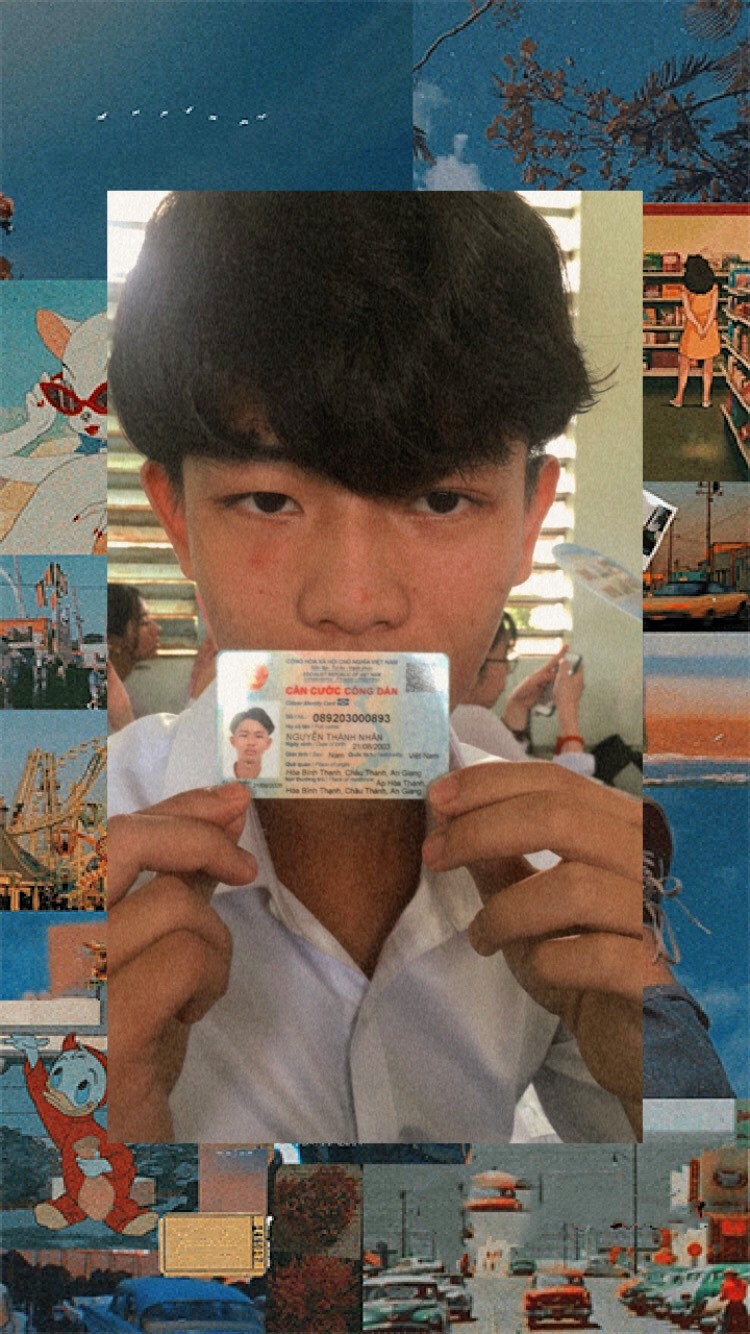 CỘNG HÒA XÃ HỘI CHỦ NGHĨA VIỆT NAM
Độc lập - Tự do - Hạnh phúc
SOCIALIST REPUBLIC OF VIET NAM
CĂN CƯỚC CÔNG DÂN
Citizen Identity Card
Số / No.: 089203000893
Họ và tên / Full name:
NGUYỄN THÀNH NHÂN
Ngày sinh / Date of birth: 21/08/2003
Giới tính / Sex: Nam Quốc tịch / Nationality: Việt Nam
Quê quán / Place of origin:
Hòa Bình Thạnh, Châu Thành, An Giang
Nơi thường trú / Place of residence: Ấp Hòa Thạnh
Hòa Bình Thạnh, Châu Thành, An Giang